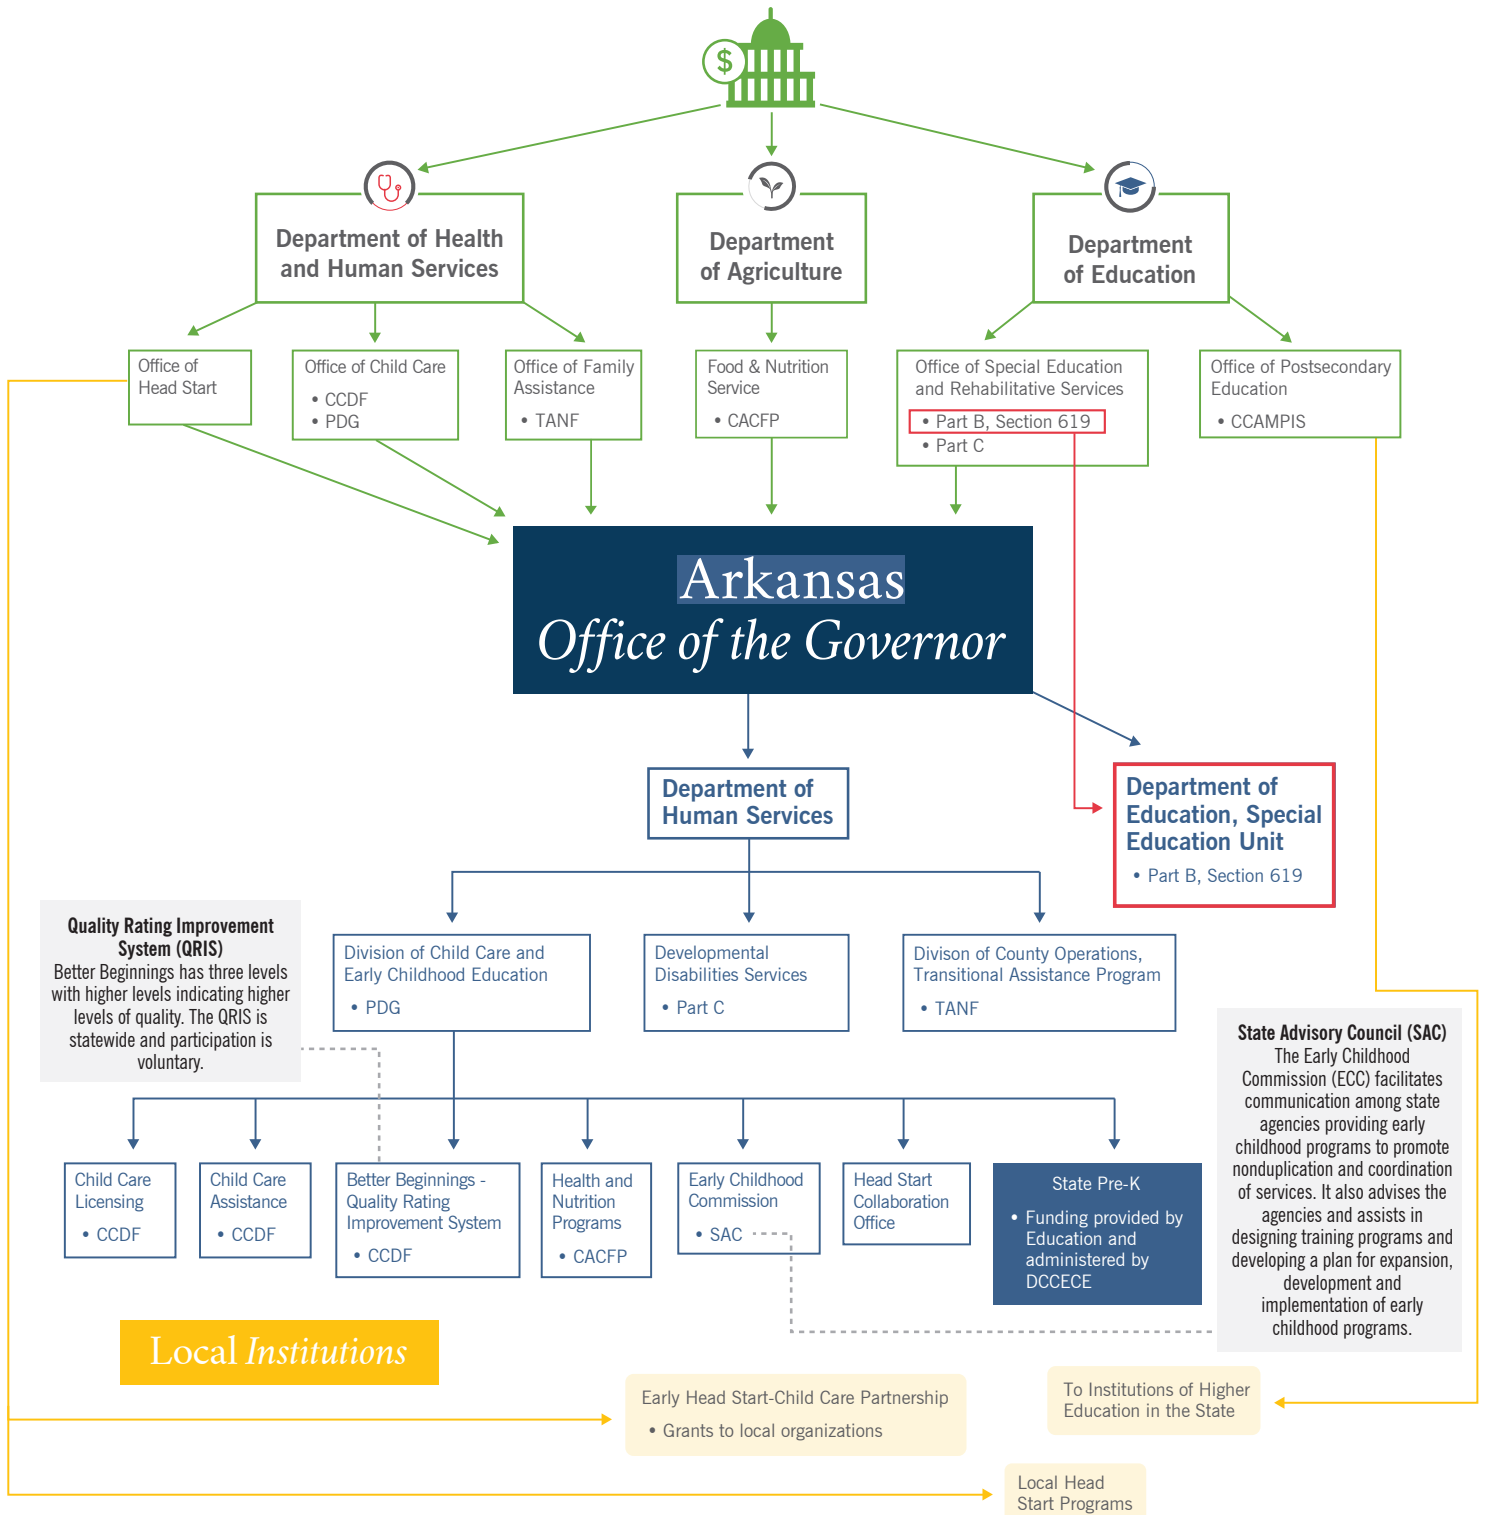 $
Department of Health
and Human Services
Department
of Agriculture
Department
of Education
Office of
Head Start
Office of Child Care
• CCDF
• PDG
Office of Family
Assistance
• TANF
Food & Nutrition
Service
• CACFP
Office of Special Education
and Rehabilitative Services
• Part B, Section 619
• Part C
Office of Postsecondary
Education
• CCAMPIS
Arkansas
Office of the Governor
Department of
Human Services
Department of
Education, Special
Education Unit
• Part B, Section 619
Quality Rating Improvement
System (QRIS)
Better Beginnings has three levels
with higher levels indicating higher
levels of quality. The QRIS is
statewide and participation is
voluntary.
Division of Child Care and
Early Childhood Education
• PDG
Developmental
Disabilities Services
• Part C
Divison of County Operations,
Transitional Assistance Program
• TANF
State Advisory Council (SAC)
The Early Childhood
Commission (ECC) facilitates
communication among state
agencies providing early
childhood programs to promote
nonduplication and coordination
of services. It also advises the
agencies and assists in
designing training programs and
developing a plan for expansion,
development and
implementation of early
childhood programs.
Child Care
Licensing
• CCDF
Child Care
Assistance
• CCDF
Better Beginnings -
Quality Rating
Improvement System
• CCDF
Health and
Nutrition
Programs
• CACFP
Early Childhood
Commission
• SAC
Head Start
Collaboration
Office
State Pre-K
• Funding provided by
Education and
administered by
DCCECE
Local Institutions
Early Head Start-Child Care Partnership
• Grants to local organizations
To Institutions of Higher
Education in the State
Local Head
Start Programs